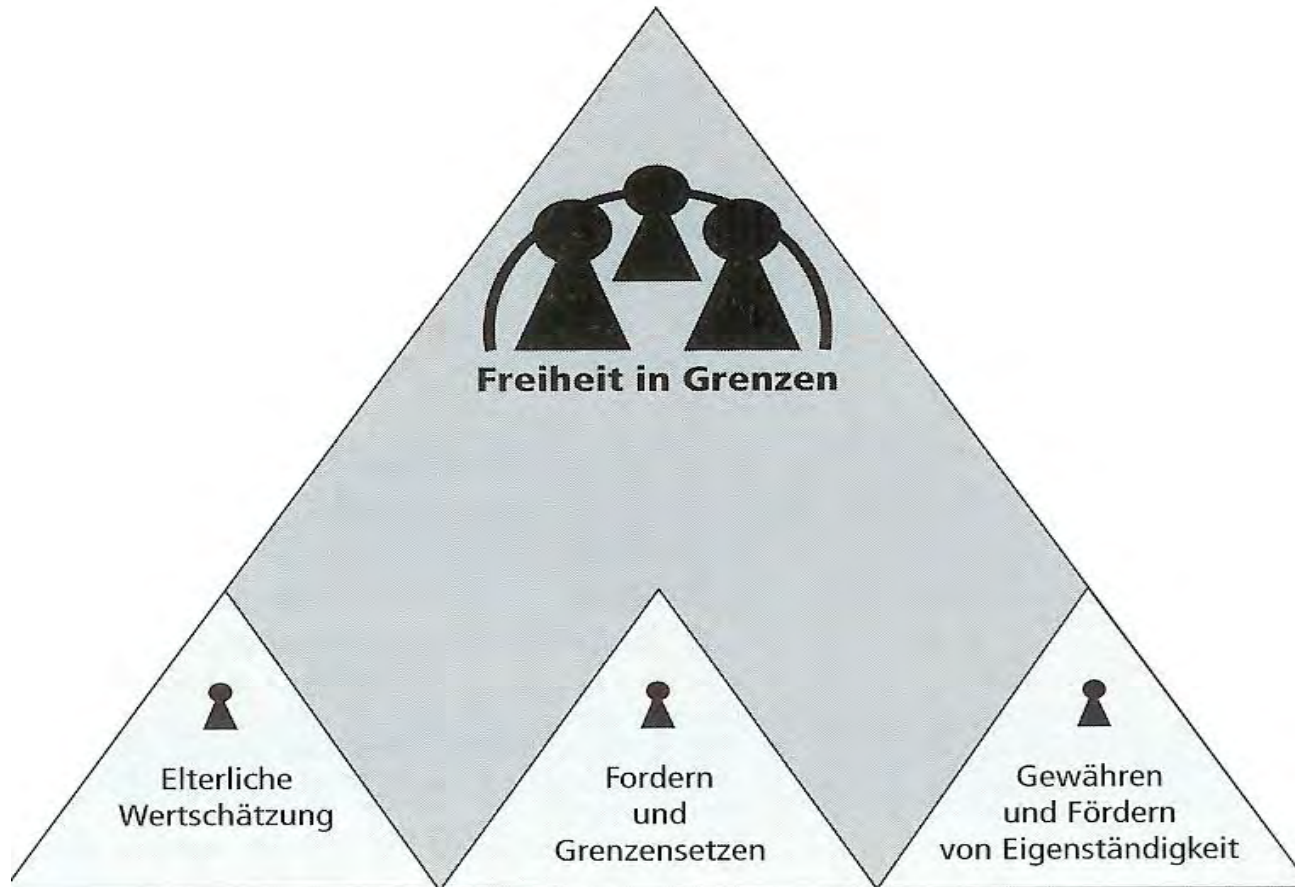 Freiheit in Grenzen
Elterliche
Wertschätzung
Fordern
und
Grenzensetzen
Gewähren
und Fördern
von Eigenständigkeit